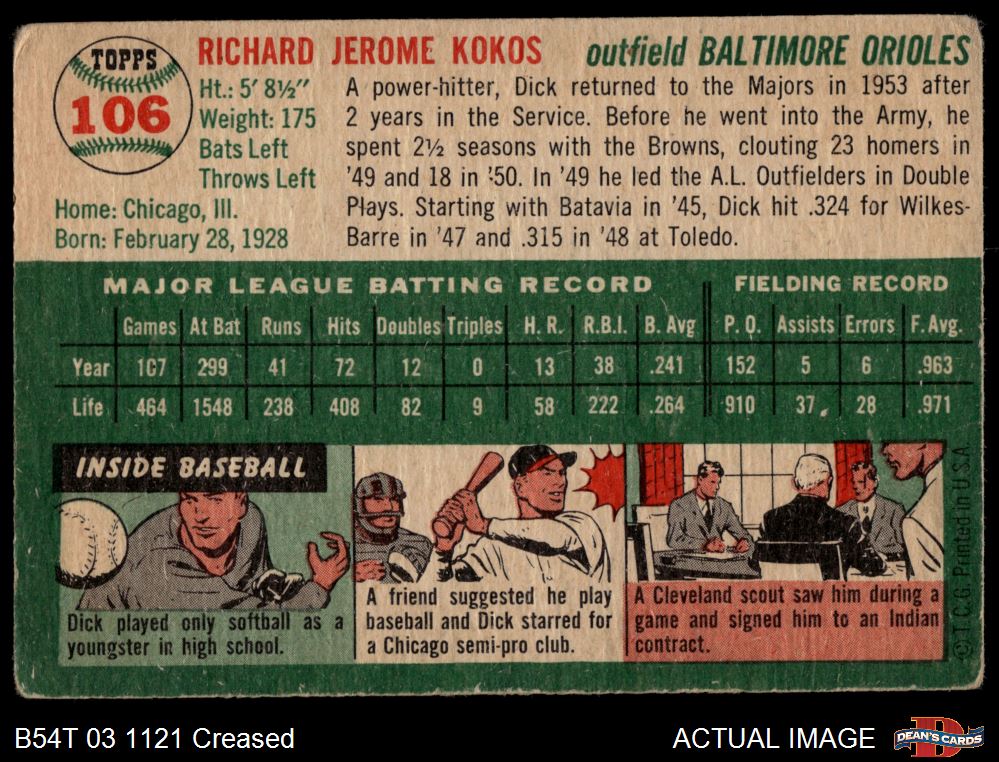 TOPPS
106
RICHARD JEROME KOKOS
outfield BALTIMORE ORIOLES
Ht.: 5' 8½"
Weight: 175
Bats Left
Throws Left
Home: Chicago, Ill.
Born: February 28, 1928
A power-hitter, Dick returned to the Majors in 1953 after
2 years in the Service. Before he went into the Army, he
spent 2½ seasons with the Browns, clouting 23 homers in
'49 and 18 in '50. In '49 he led the A.L. Outfielders in Double
Plays. Starting with Batavia in '45, Dick hit .324 for Wilkes-
Barre in '47 and .315 in '48 at Toledo.
MAJOR LEAGUE BATTING RECORD
FIELDING RECORD
Games At Bat Runs Hits Doubles Triples H. R. R.B.I. B. Avg P. O. Assists Errors F. Avg.
Year 107 299 41 72 12 0 13 38 .241 152 5 6 .963
Life 464 1548 238 408 82 9 58 222 .264 910 37 28 .971
INSIDE BASEBALL
Dick played only softball as a
youngster in high school.
A friend suggested he play
baseball and Dick starred for
a Chicago semi-pro club.
A Cleveland scout saw him during a
game and signed him to an Indian
contract.
© T.C.G. Printed in U.S.A.
B54T 03 1121 Creased
ACTUAL IMAGE
DEAN'S CARDS